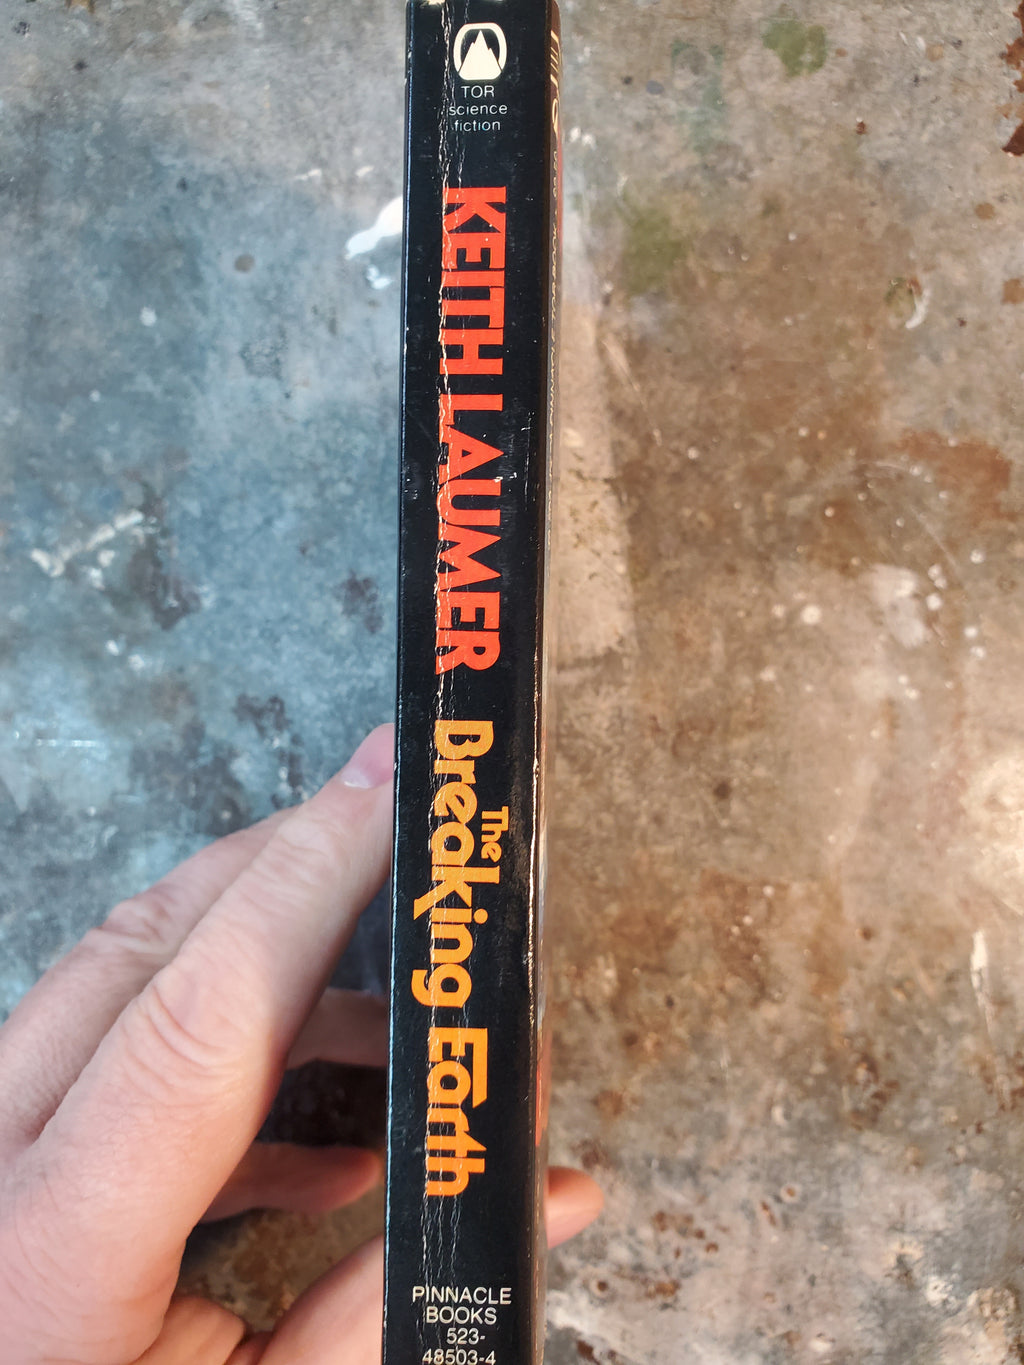 TOR
science
fiction
KEITH LAUMER
The
Breaking Earth
PINNACLE
BOOKS
523-
48503-4